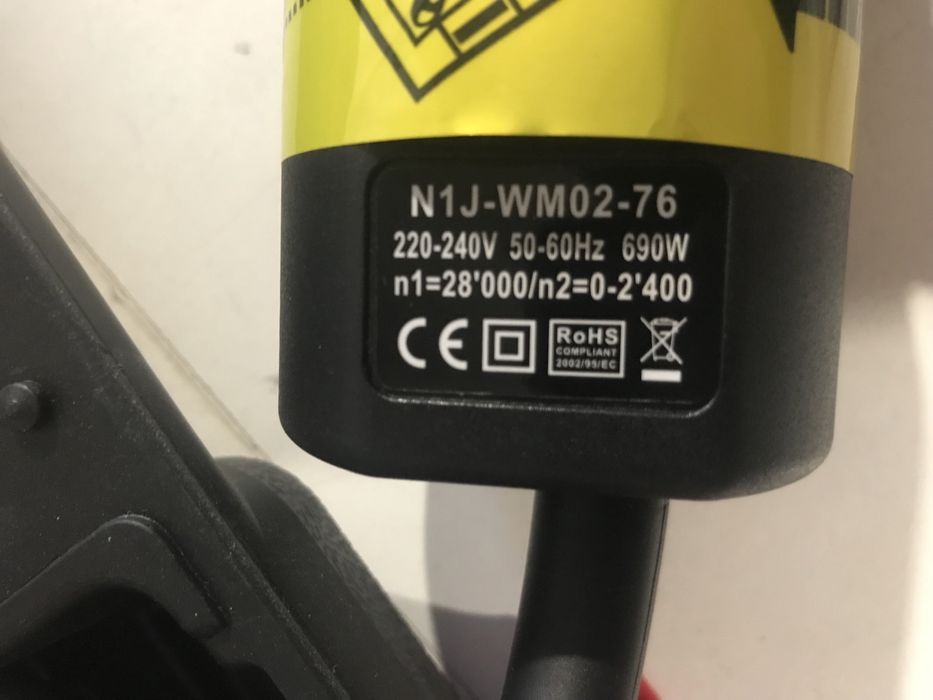 N1J-WM02-76
220-240V 50-60Hz 690W
n1=28'000/n2=0-2'400
CE
RoHS
COMPLIANT
2002/95/EC